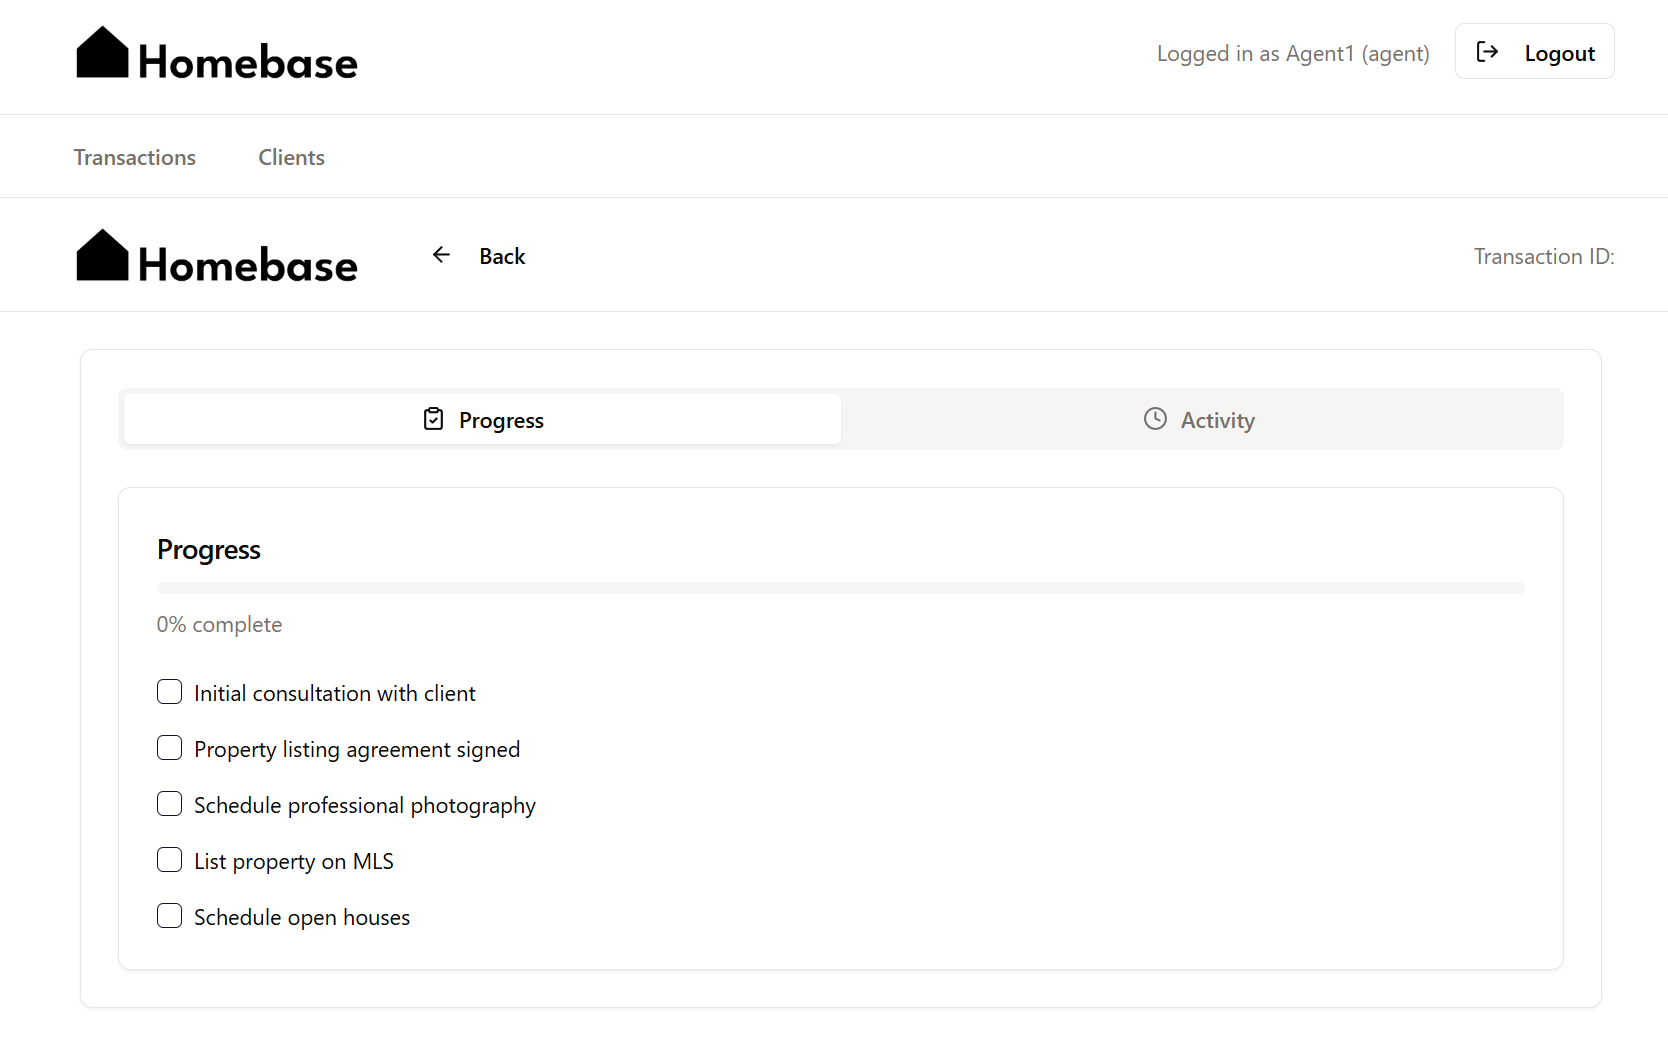 Homebase
Logged in as Agent1 (agent)
Logout
Transactions
Clients
Homebase
Back
Transaction ID:
Progress
Activity
Progress
0% complete
Initial consultation with client
Property listing agreement signed
Schedule professional photography
List property on MLS
Schedule open houses